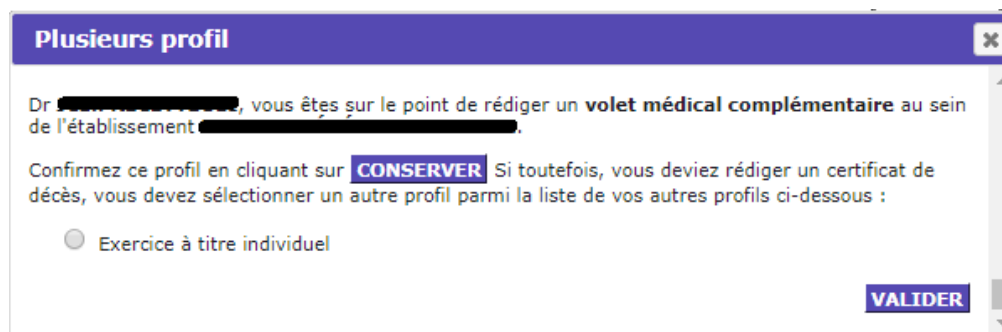 Plusieurs profil
Dr , vous êtes sur le point de rédiger un volet médical complémentaire au sein
de l'établissement .
Confirmez ce profil en cliquant sur CONSERVER Si toutefois, vous deviez rédiger un certificat de
décès, vous devez sélectionner un autre profil parmi la liste de vos autres profils ci-dessous :
Exercice à titre individuel
VALIDER